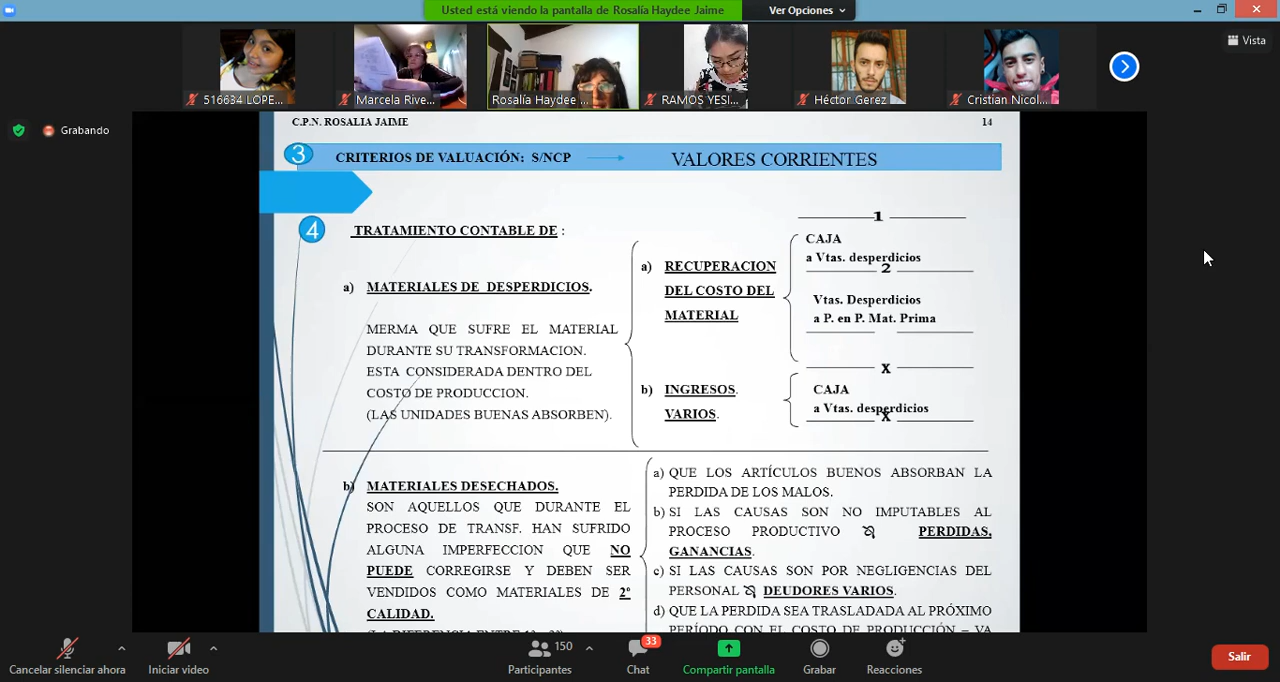 Usted está viendo la pantalla de Rosalía Haydee Jaime
Ver Opciones
Vista
516634 LOPE...
Marcela Rive...
Rosalía Haydee ...
RAMOS YESI...
Héctor Gerez
Cristian Nicol...
Grabando
C.P.N. ROSALIA JAIME
14
3
CRITERIOS DE VALUACIÓN: S/NCP
VALORES CORRIENTES
4
TRATAMIENTO CONTABLE DE :
a) MATERIALES DE DESPERDICIOS.
MERMA QUE SUFRE EL MATERIAL
DURANTE SU TRANSFORMACION.
ESTA CONSIDERADA DENTRO DEL
COSTO DE PRODUCCION.
(LAS UNIDADES BUENAS ABSORBEN).
a) RECUPERACION
DEL COSTO DEL
MATERIAL
1
CAJA
a Vtas. desperdicios
2
Vtas. Desperdicios
a P. en P. Mat. Prima
x
b) INGRESOS.
VARIOS.
CAJA
a Vtas. desperdicios
x
b) MATERIALES DESECHADOS.
SON AQUELLOS QUE DURANTE EL
PROCESO DE TRANSF. HAN SUFRIDO
ALGUNA IMPERFECCION QUE NO
PUEDE CORREGIRSE Y DEBEN SER
VENDIDOS COMO MATERIALES DE 2º
CALIDAD.
a) QUE LOS ARTÍCULOS BUENOS ABSORBAN LA
PERDIDA DE LOS MALOS.
b) SI LAS CAUSAS SON NO IMPUTABLES AL
PROCESO PRODUCTIVO PERDIDAS,
GANANCIAS.
c) SI LAS CAUSAS SON POR NEGLIGENCIAS DEL
PERSONAL DEUDORES VARIOS.
d) QUE LA PERDIDA SEA TRASLADADA AL PRÓXIMO
PERÍODO CON EL COSTO DE PRODUCCIÓN – VA
Cancelar silenciar ahora
Iniciar video
150
Participantes
33
Chat
Compartir pantalla
Grabar
Reacciones
Salir